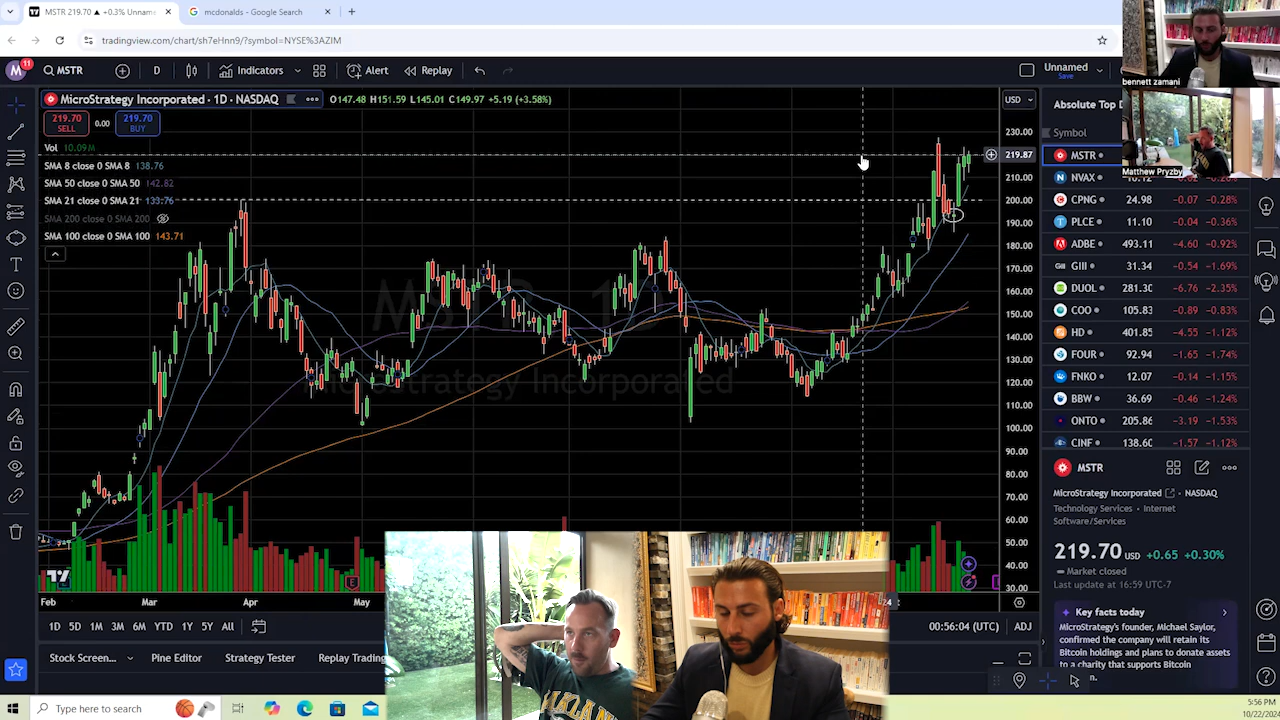 MSTR 219.70 ▲ +0.3% Unnam
mcdonalds - Google Search
tradingview.com/chart/sh7eHnn9/?symbol=NYSE%3AZIM
M 11
MSTR
D
Indicators
Alert
Replay
Unnamed
Save
bennett zamani
MicroStrategy Incorporated · 1D · NASDAQ
O147.48 H151.59 L145.01 C149.97 +5.19 (+3.58%)
USD
Absolute Top D
219.70
SELL
0.00
219.70
BUY
Vol 10.09M
SMA 8 close 0 SMA 8 138.76
SMA 50 close 0 SMA 50 142.82
SMA 21 close 0 SMA 21 133.76
SMA 200 close 0 SMA 200
SMA 100 close 0 SMA 100 143.71
MicroStrategy Incorporated
230.00
219.87
210.00
200.00
190.00
180.00
170.00
160.00
150.00
140.00
130.00
120.00
110.00
100.00
90.00
80.00
70.00
60.00
50.00
40.00
30.00
Matthew Pryzby
Symbol
MSTR
NVAX
CPNG 24.98 -0.07 -0.28%
PLCE 11.10 -0.04 -0.36%
ADBE 493.11 -4.60 -0.92%
GIII 31.34 -0.54 -1.69%
DUOL 281.30 -6.76 -2.35%
COO 105.83 -0.89 -0.83%
HD 401.85 -4.55 -1.12%
FOUR 92.94 -1.65 -1.74%
FNKO 12.07 -0.14 -1.15%
BBW 36.69 -0.46 -1.24%
ONTO 205.86 -3.19 -1.53%
CINF 138.60 -1.57 -1.12%
MSTR
MicroStrategy Incorporated NASDAQ
Technology Services Internet
Software/Services
219.70 USD +0.65 +0.30%
Market closed
Last update at 16:59 UTC-7
Key facts today
MicroStrategy's founder, Michael Saylor,
confirmed the company will retain its
Bitcoin holdings and plans to donate assets
to a charity that supports Bitcoin
Feb
Mar
Apr
May
24
1D 5D 1M 3M 6M YTD 1Y 5Y All
00:56:04 (UTC)
ADJ
Stock Screen...
Pine Editor
Strategy Tester
Replay Trading
Type here to search
5:56 PM
10/22/2024